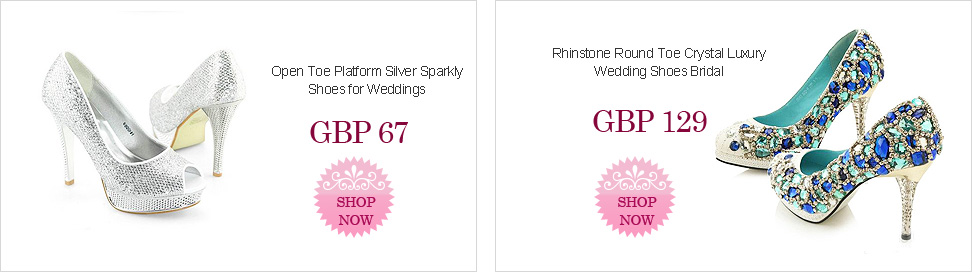 Open Toe Platform Silver Sparkly
Shoes for Weddings
GBP 67
SHOP
NOW
Rhinstone Round Toe Crystal Luxury
Wedding Shoes Bridal
GBP 129
SHOP
NOW